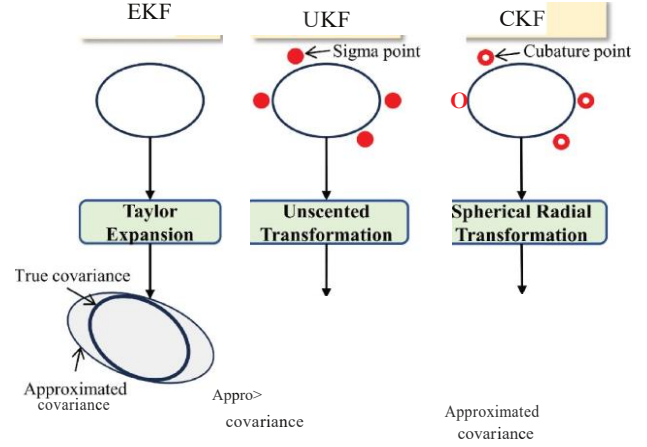 EKF
UKF
CKF
Sigma point
Cubature point
O
Taylor
Expansion
Unscented
Transformation
Spherical Radial
Transformation
True covariance
Approximated
covariance
Appro>
covariance
Approximated
covariance